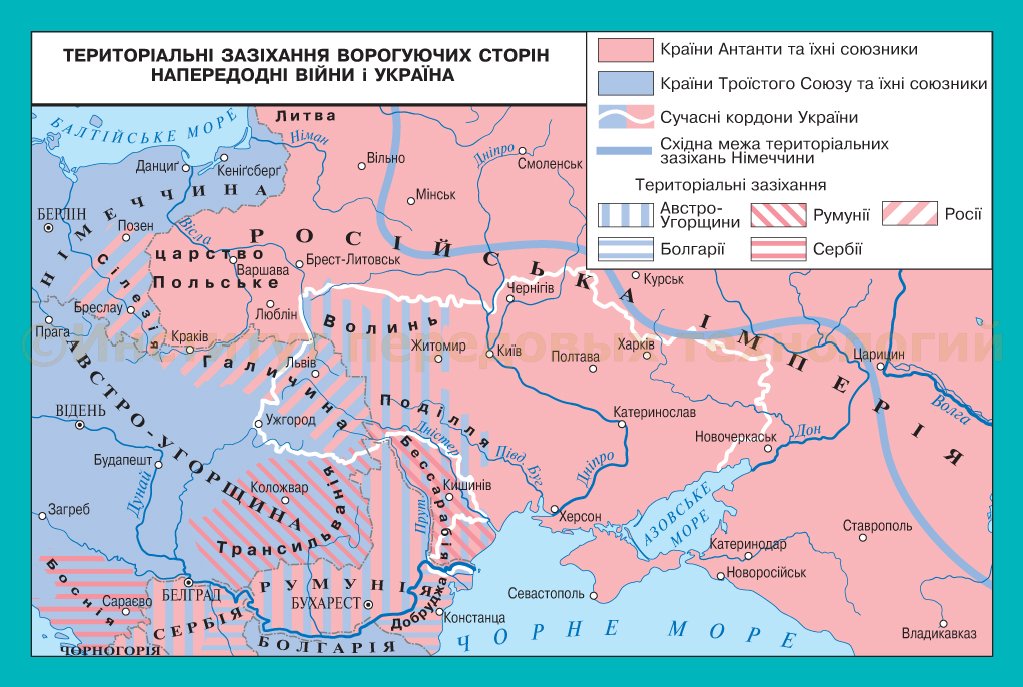 ТЕРИТОРІАЛЬНІ ЗАЗІХАННЯ ВОРОГУЮЧИХ СТОРІН
НАПЕРЕДОДНІ ВІЙНИ і УКРАЇНА
Країни Антанти та їхні союзники
Країни Троїстого Союзу та їхні союзники
Сучасні кордони України
Східна межа територіальних
зазіхань Німеччини
Територіальні зазіхання
Австро-
Угорщини
Румунії
Росії
Болгарії
Сербії
БАЛТІЙСЬКЕ МОРЕ
Литва
Німан
Вільно
Дніпро
Смоленськ
Данциґ
Кеніґсберг
Мінськ
НІМЕЧЧИНА
БЕРЛІН
Позен
Вісла
РОСІЙСЬКА ІМПЕРІЯ
царство
Польське
Варшава
Брест-Литовськ
Сілезія
Курськ
Чернігів
Бреслау
Люблін
Волинь
Прага
Краків
Галичина
Львів
Житомир
Київ
Полтава
Харків
Царицин
© Институт передовых технологий
АВСТРО-УГОРЩИНА
ВІДЕНЬ
Ужгород
Поділля
Дністер
Півд Буг
Катеринослав
Дніпро
Новочеркаськ
Дон
Волга
Будапешт
Дунай
Бессарабія
Кишинів
Прут
Коложвар
Трансильванія
Загреб
Херсон
АЗОВСЬКЕ
МОРЕ
Ставрополь
Катеринодар
Новоросійськ
Боснія
Сараєво
БЕЛГРАД
РУМУНІЯ
БУХАРЕСТ
Добруджа
Констанца
Севастополь
СЕРБІЯ
БОЛГАРІЯ
ЧОРНОГОРІЯ
ЧОРНЕ МОРЕ
Владикавказ